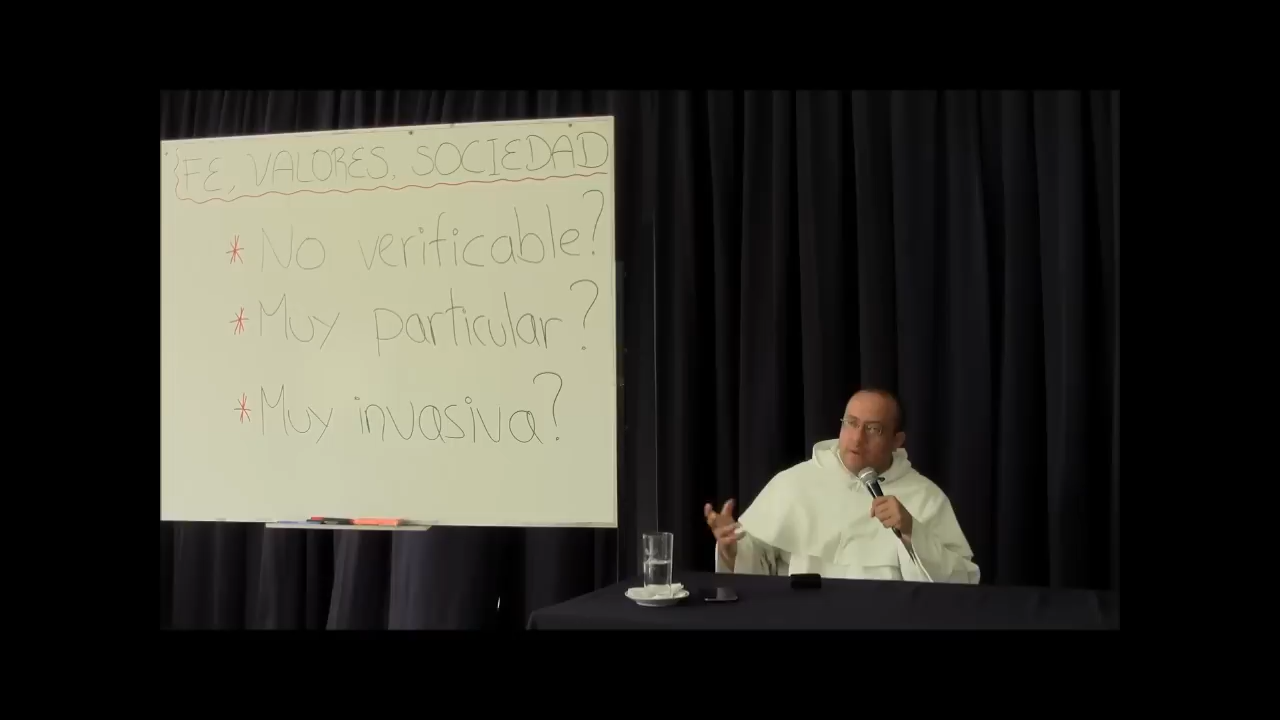 FE, VALORES, SOCIEDAD
* No verificable?
* Muy particular?
* Muy invasiva?